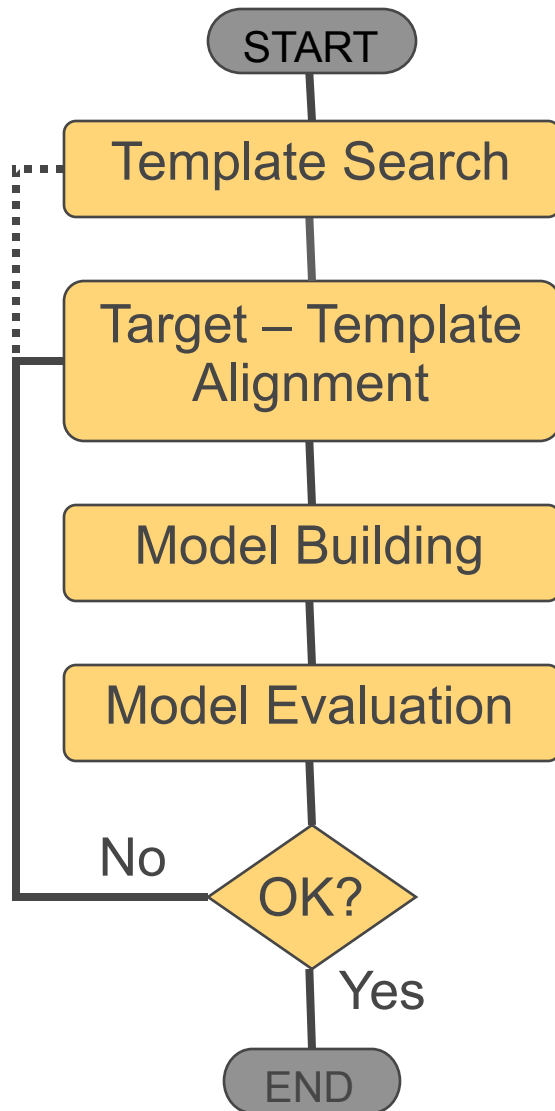 START
Template Search
Target – Template
Alignment
Model Building
Model Evaluation
No
OK?
Yes
END